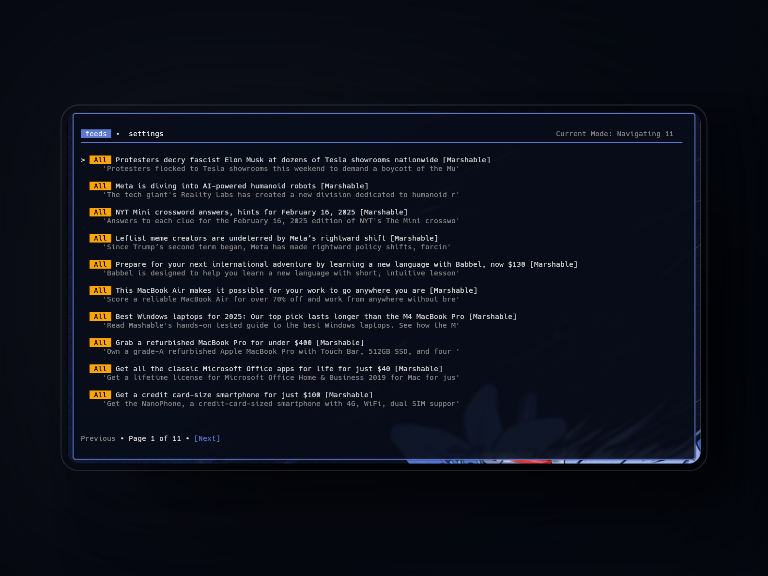 feeds • settings Current Mode: Navigating ii
> All Protesters decry fascist Elon Musk at dozens of Tesla showrooms nationwide [Marshable]
'Protesters flocked to Tesla showrooms this weekend to demand a boycott of the Mu'
All Meta is diving into AI-powered humanoid robots [Marshable]
'The tech giant's Reality Labs has created a new division dedicated to humanoid r'
All NYT Mini crossword answers, hints for February 16, 2025 [Marshable]
'Answers to each clue for the February 16, 2025 edition of NYT's The Mini crosswo'
All Leftist meme creators are undeterred by Meta's rightward shift [Marshable]
'Since Trump's second term began, Meta has made rightward policy shifts, forcin'
All Prepare for your next international adventure by learning a new language with Babbel, now $130 [Marshable]
'Babbel is designed to help you learn a new language with short, intuitive lesson'
All This MacBook Air makes it possible for your work to go anywhere you are [Marshable]
'Score a reliable MacBook Air for over 70% off and work from anywhere without bre'
All Best Windows laptops for 2025: Our top pick lasts longer than the M4 MacBook Pro [Marshable]
'Read Mashable's hands-on tested guide to the best Windows laptops. See how the M'
All Grab a refurbished MacBook Pro for under $400 [Marshable]
'Own a grade-A refurbished Apple MacBook Pro with Touch Bar, 512GB SSD, and four '
All Get all the classic Microsoft Office apps for life for just $40 [Marshable]
'Get a lifetime license for Microsoft Office Home & Business 2019 for Mac for jus'
All Get a credit card-size smartphone for just $100 [Marshable]
'Get the NanoPhone, a credit-card-sized smartphone with 4G, WiFi, dual SIM suppor'
Previous • Page 1 of 11 • [Next]